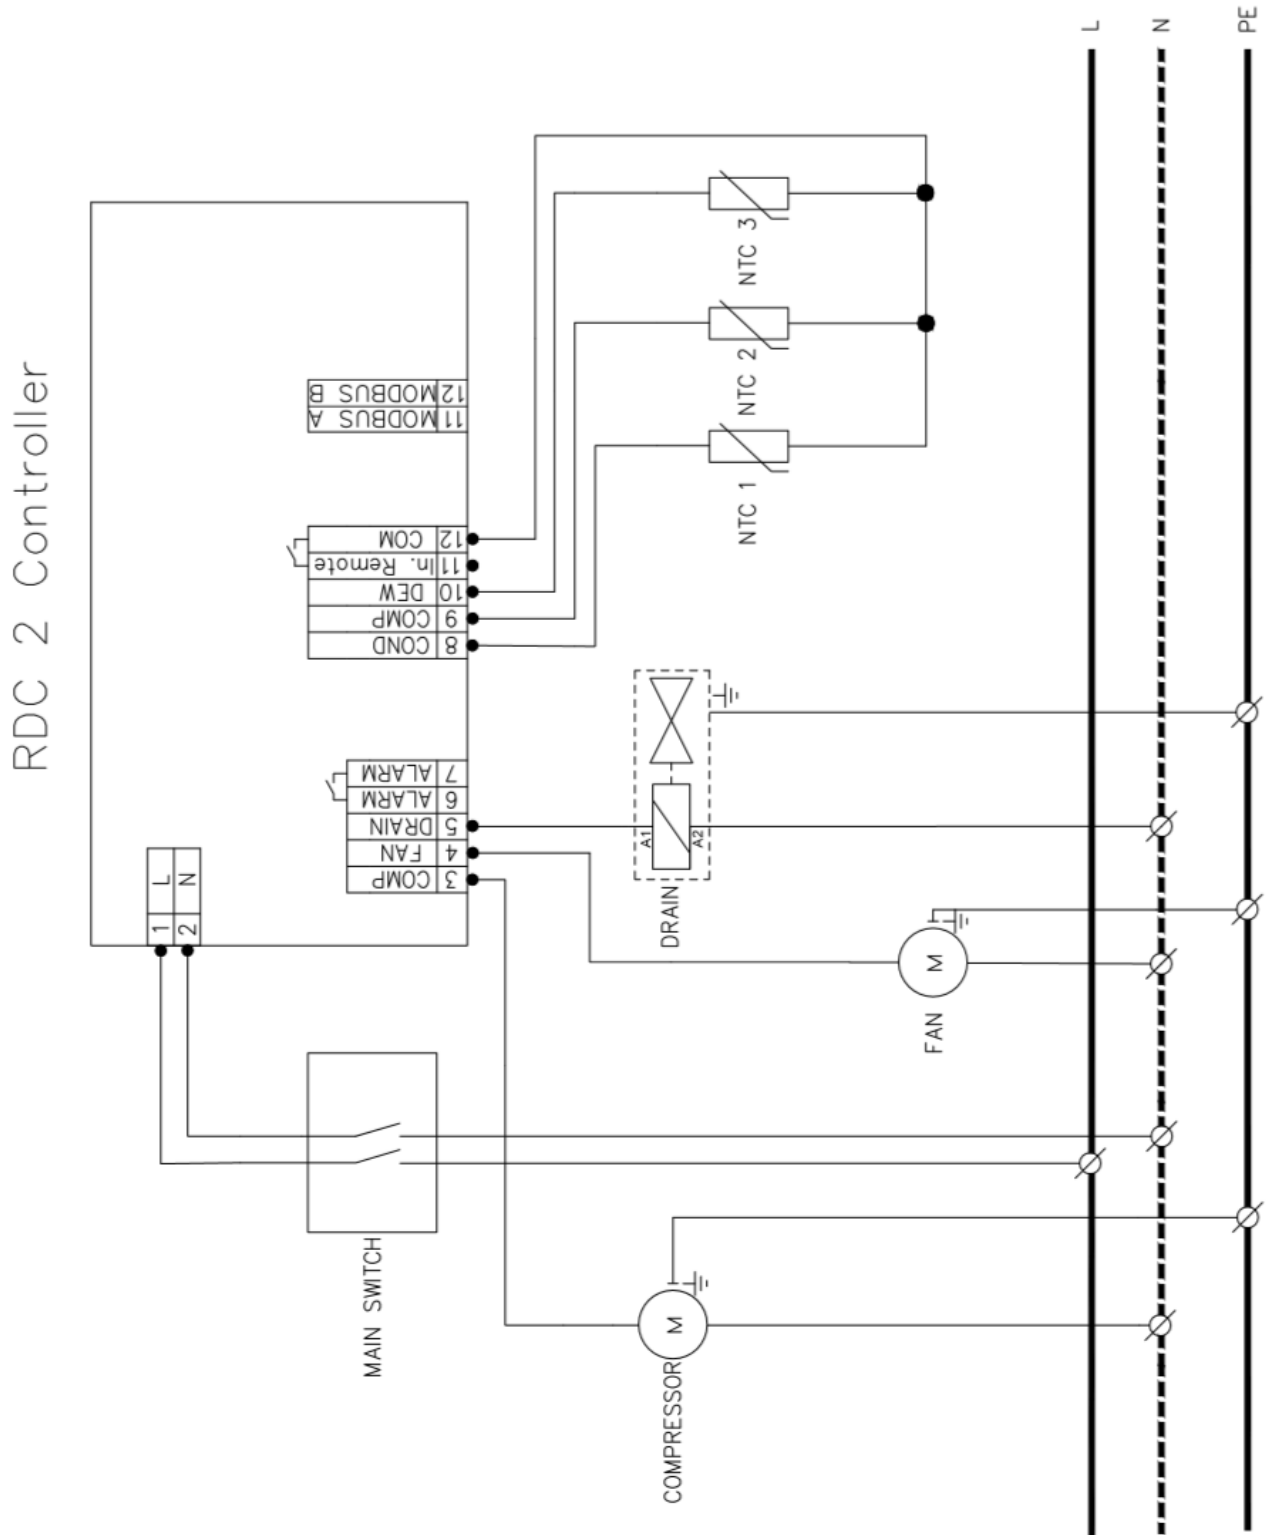 RDC 2 Controller
L
N
PE
12 MODBUS B
11 MODBUS A
12 COM
11 In. Remote
10 DEW
9 COMP
8 COND
7 ALARM
6 ALARM
5 DRAIN
4 FAN
3 COMP
1 L
2 N
NTC 3
NTC 2
NTC 1
A1
A2
DRAIN
M
FAN
MAIN SWITCH
M
COMPRESSOR